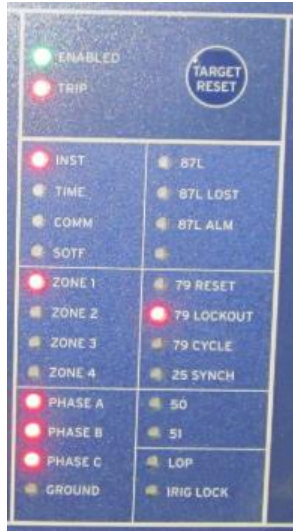 ENABLED
TRIP
TARGET
RESET
INST
TIME
COMM
SOTF
87L
87L LOST
87L ALM
ZONE 1
ZONE 2
ZONE 3
ZONE 4
79 RESET
79 LOCKOUT
79 CYCLE
25 SYNCH
PHASE A
PHASE B
PHASE C
GROUND
50
51
LOP
IRIG LOCK